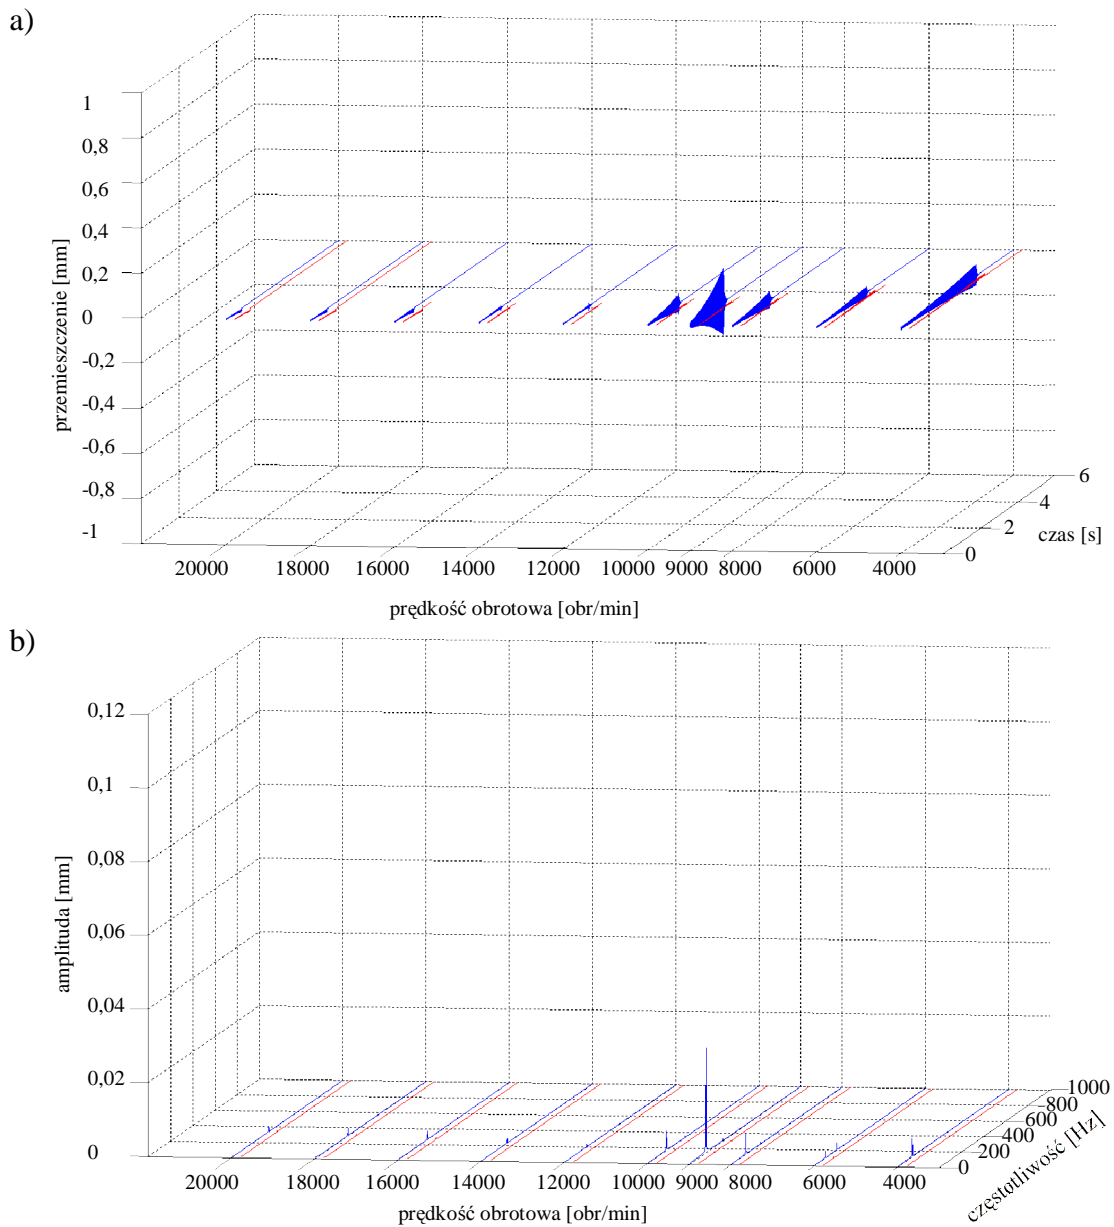 a)
1
0,8
0,6
0,4
0,2
0
-0,2
-0,4
-0,6
-0,8
-1
przemieszczenie [mm]
20000 18000 16000 14000 12000 10000 9000 8000 6000 4000
prędkość obrotowa [obr/min]
6
4
2
0
czas [s]
b)
0,12
0,1
0,08
0,06
0,04
0,02
0
amplituda [mm]
20000 18000 16000 14000 12000 10000 9000 8000 6000 4000
prędkość obrotowa [obr/min]
1000
800
600
400
200
0
częstotliwość [Hz]